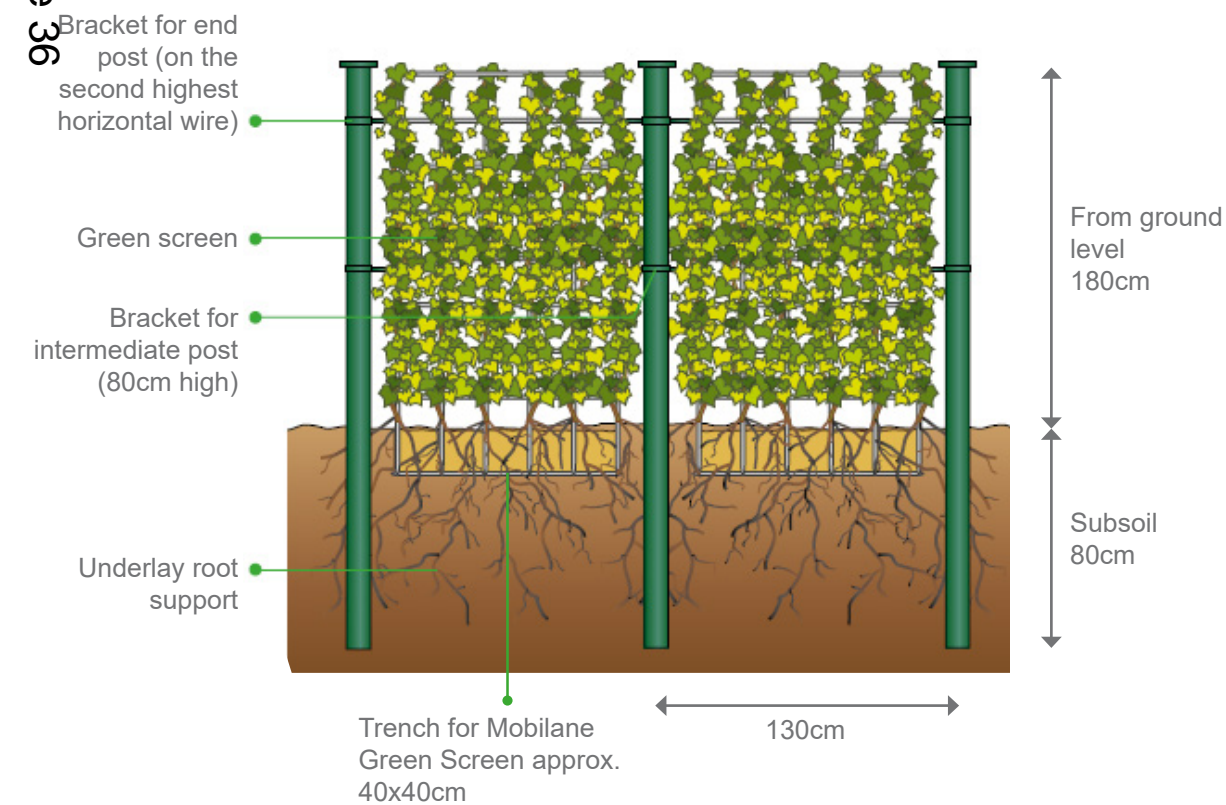 e 36
Bracket for end
post (on the
second highest
horizontal wire)
Green screen
Bracket for
intermediate post
(80cm high)
Underlay root
support
Trench for Mobilane
Green Screen approx.
40x40cm
130cm
From ground
level
180cm
Subsoil
80cm